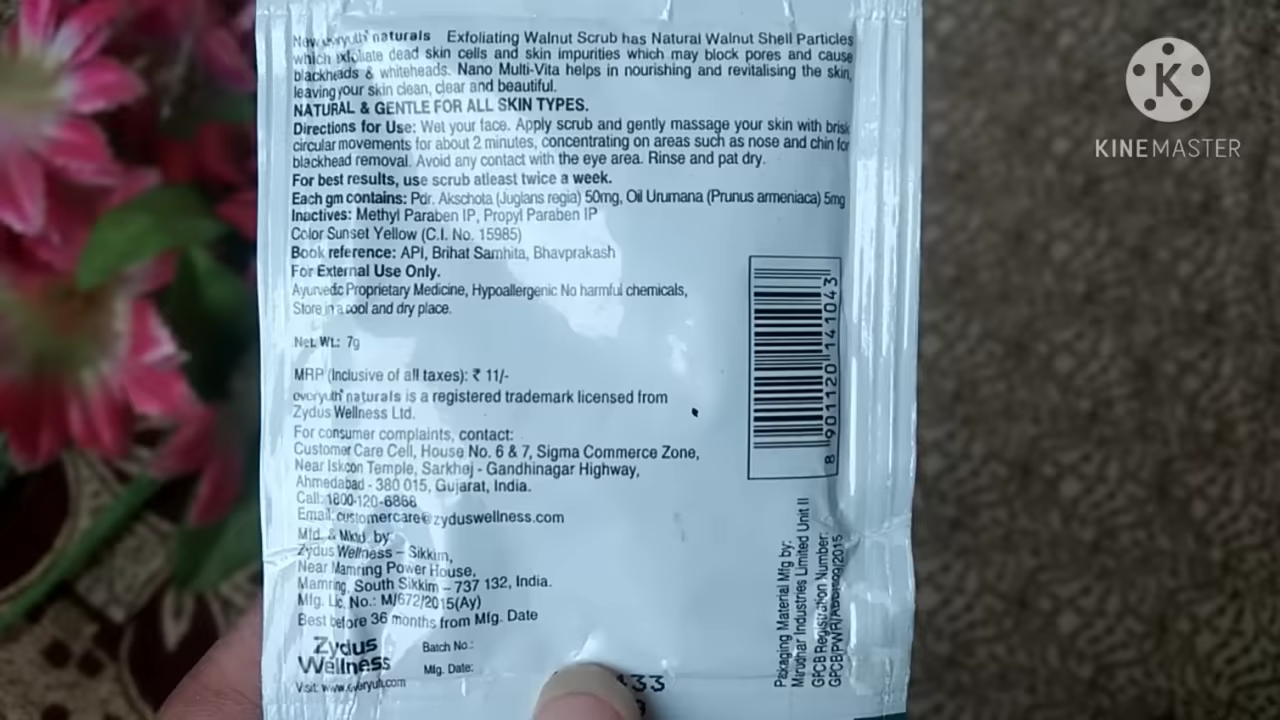 New everyuth naturals Exfoliating Walnut Scrub has Natural Walnut Shell Particles
which exfoliate dead skin cells and skin impurities which may block pores and cause
blackheads & whiteheads. Nano Multi-Vita helps in nourishing and revitalising the skin,
leaving your skin clean, clear and beautiful.
NATURAL & GENTLE FOR ALL SKIN TYPES.
Directions for Use: Wet your face. Apply scrub and gently massage your skin with brisk
circular movements for about 2 minutes, concentrating on areas such as nose and chin for
blackhead removal. Avoid any contact with the eye area. Rinse and pat dry.
For best results, use scrub atleast twice a week.
Each gm contains: Pdr. Akschota (Juglans regia) 50mg, Oil Urumana (Prunus armeniaca) 5mg
Inactives: Methyl Paraben IP, Propyl Paraben IP
Color Sunset Yellow (C.I. No. 15985)
Book reference: API, Brihat Samhita, Bhavprakash
For External Use Only.
Ayurvedc Proprietary Medicine, Hypoallergenic No harmful chemicals,
Store in a cool and dry place.
Net. Wt.: 7g
MRP (Inclusive of all taxes): ₹ 11/-
everyuth naturals is a registered trademark licensed from
Zydus Wellness Ltd.
For consumer complaints, contact:
Customer Care Cell, House No. 6 & 7, Sigma Commerce Zone,
Near Iskcon Temple, Sarkhej - Gandhinagar Highway,
Ahmedabad - 380 015, Gujarat, India.
Call: 1800-120-6868
Email: customercare@zyduswellness.com
Mfd. & Mktd. by:
Zydus Wellness – Sikkim,
Near Mamring Power House,
Mamring, South Sikkim – 737 132, India.
Mfg. Lic. No.: M/672/2015(Ay)
Best before 36 months from Mfg. Date
Zydus
Wellness
Visit: www.everyuth.com
Batch No.:
Mfg. Date:
33
8 901120 141043
Packaging Material Mfg by:
Mirudhar Industries Limited Unit II
GPCB Registration Number:
K
KINEMASTER